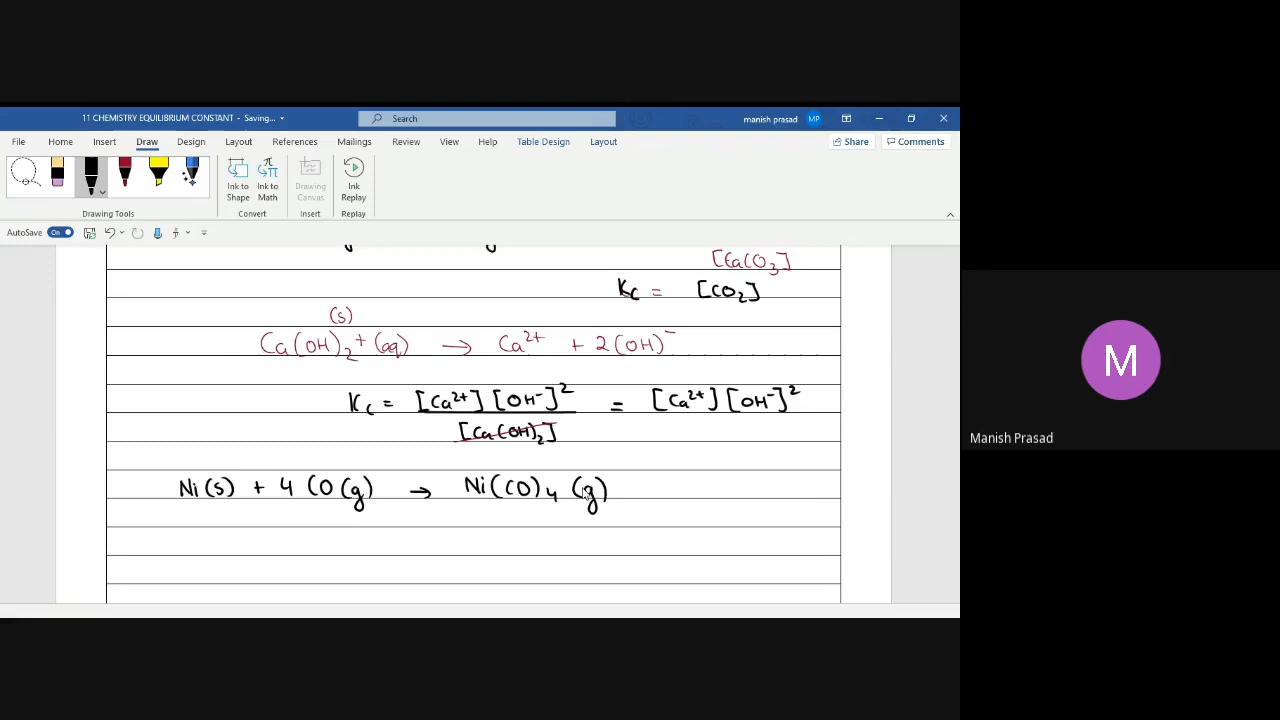 11 CHEMISTRY EQUILIBRIUM CONSTANT - Saving...
Search
manish prasad MP
File Home Insert Draw Design Layout References Mailings Review View Help Table Design Layout Share Comments
Ink to Shape
Ink to Math
Drawing Canvas
Ink Replay
Drawing Tools Convert Insert Replay
AutoSave On
[CaCO₃]
Kc = [CO₂]
(s)
Ca(OH)₂ + (aq) → Ca²⁺ + 2(OH)⁻
Kc = [Ca²⁺][OH⁻]² = [Ca²⁺][OH⁻]²
[Ca(OH)₂]
Ni(s) + 4 CO(g) → Ni(CO)₄ (g)
M
Manish Prasad